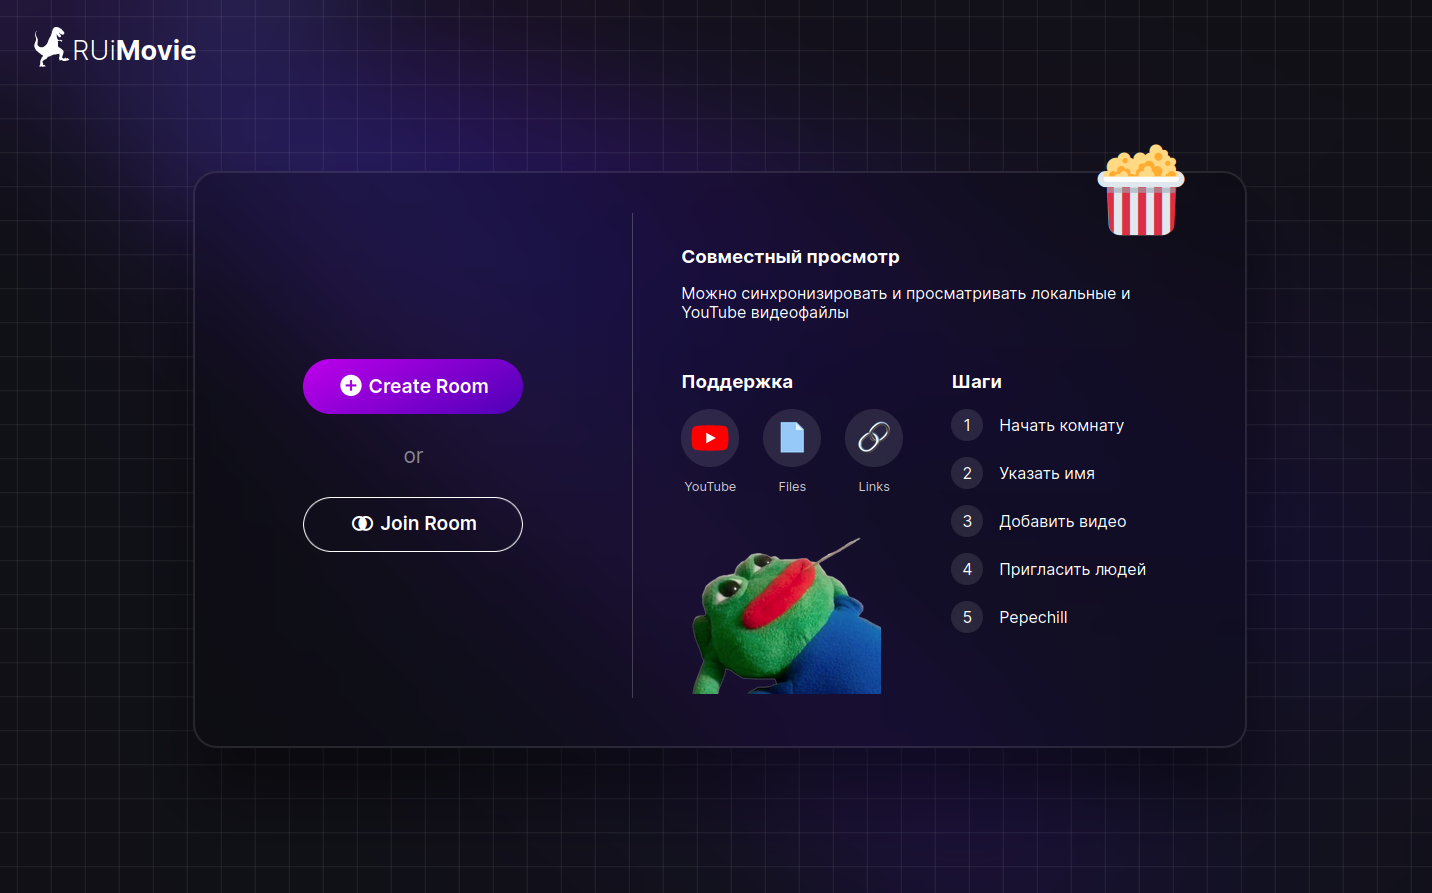 RUiMovie
Create Room
or
Join Room
Совместный просмотр
Можно синхронизировать и просматривать локальные и
YouTube видеофайлы
Поддержка
YouTube
Files
Links
Шаги
1 Начать комнату
2 Указать имя
3 Добавить видео
4 Пригласить людей
5 Pepechill